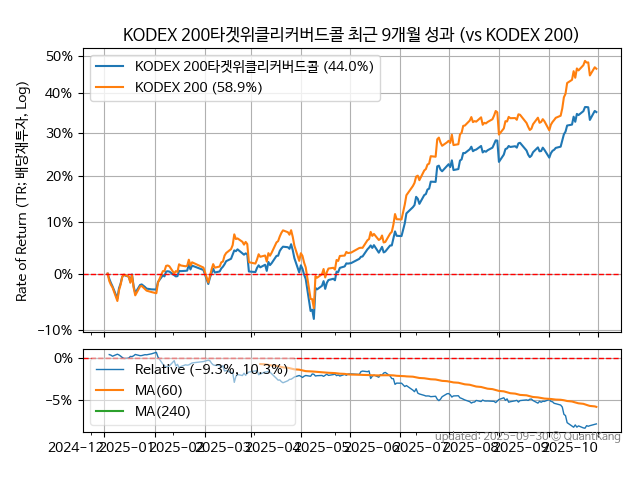 KODEX 200타겟위클리커버드콜 최근 9개월 성과 (vs KODEX 200)
Rate of Return (TR; 배당재투자, Log)
50%
40%
30%
20%
10%
0%
−10%
KODEX 200타겟위클리커버드콜 (44.0%)
KODEX 200 (58.9%)
0%
−5%
Relative (−9.3%, 10.3%)
MA(60)
MA(240)
updated: 2025-09-30 © QuantKang
2024-12 2025-01 2025-02 2025-03 2025-04 2025-05 2025-06 2025-07 2025-08 2025-09 2025-10